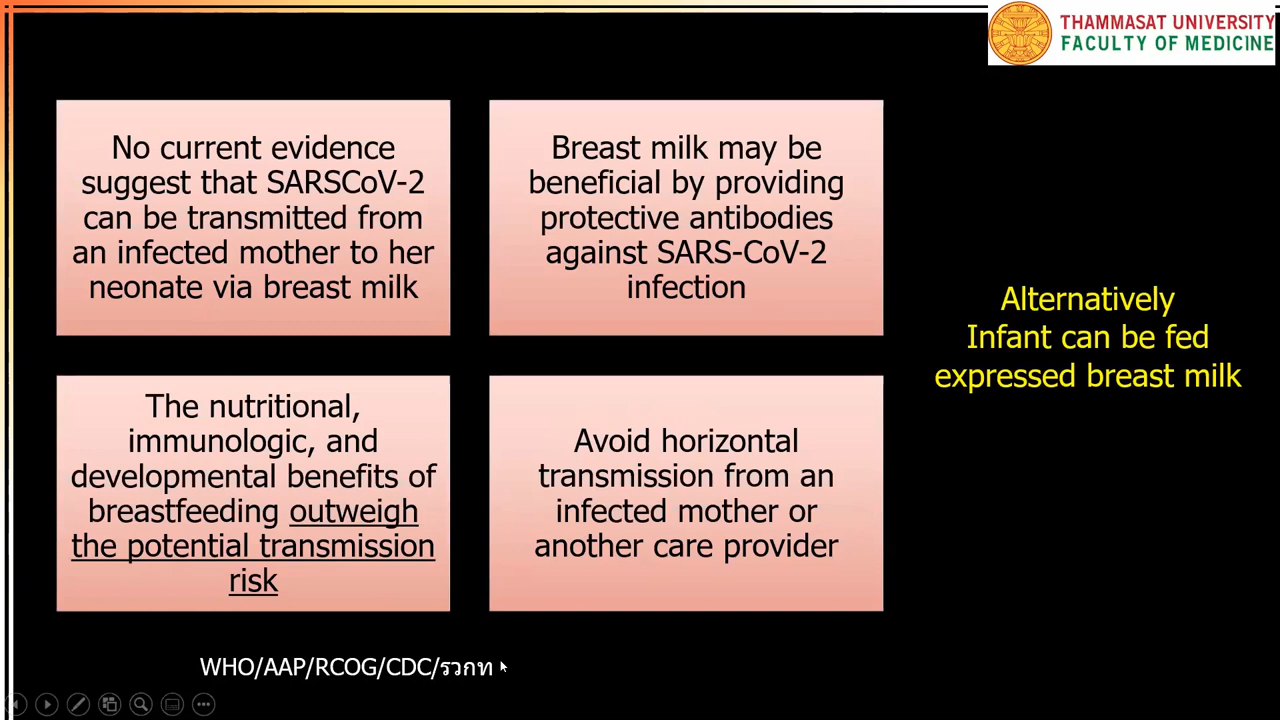 THAMMASAT UNIVERSITY
FACULTY OF MEDICINE
No current evidence
suggest that SARSCoV-2
can be transmitted from
an infected mother to her
neonate via breast milk
Breast milk may be
beneficial by providing
protective antibodies
against SARS-CoV-2
infection
The nutritional,
immunologic, and
developmental benefits of
breastfeeding outweigh
the potential transmission
risk
Avoid horizontal
transmission from an
infected mother or
another care provider
Alternatively
Infant can be fed
expressed breast milk
WHO/AAP/RCOG/CDC/รวกท